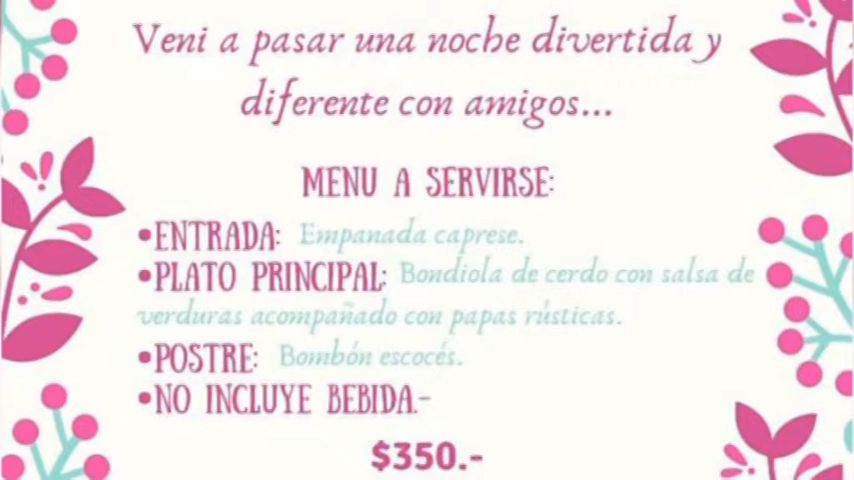 Veni a pasar una noche divertida y
diferente con amigos...
MENU A SERVIRSE:
•ENTRADA: Empanada caprese.
•PLATO PRINCIPAL: Bondiola de cerdo con salsa de
verduras acompañado con papas rústicas.
•POSTRE: Bombón escocés.
•NO INCLUYE BEBIDA.-
$350.-